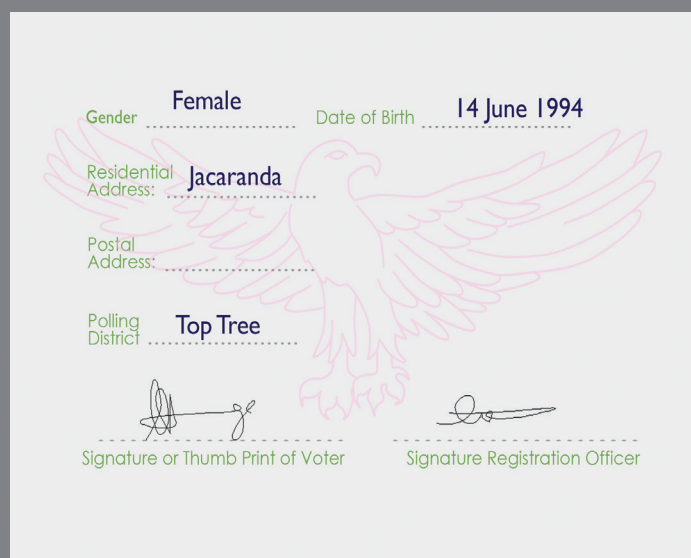 Gender Female Date of Birth 14 June 1994
Residential Address: Jacaranda
Postal Address:
Polling District Top Tree
Signature or Thumb Print of Voter Signature Registration Officer